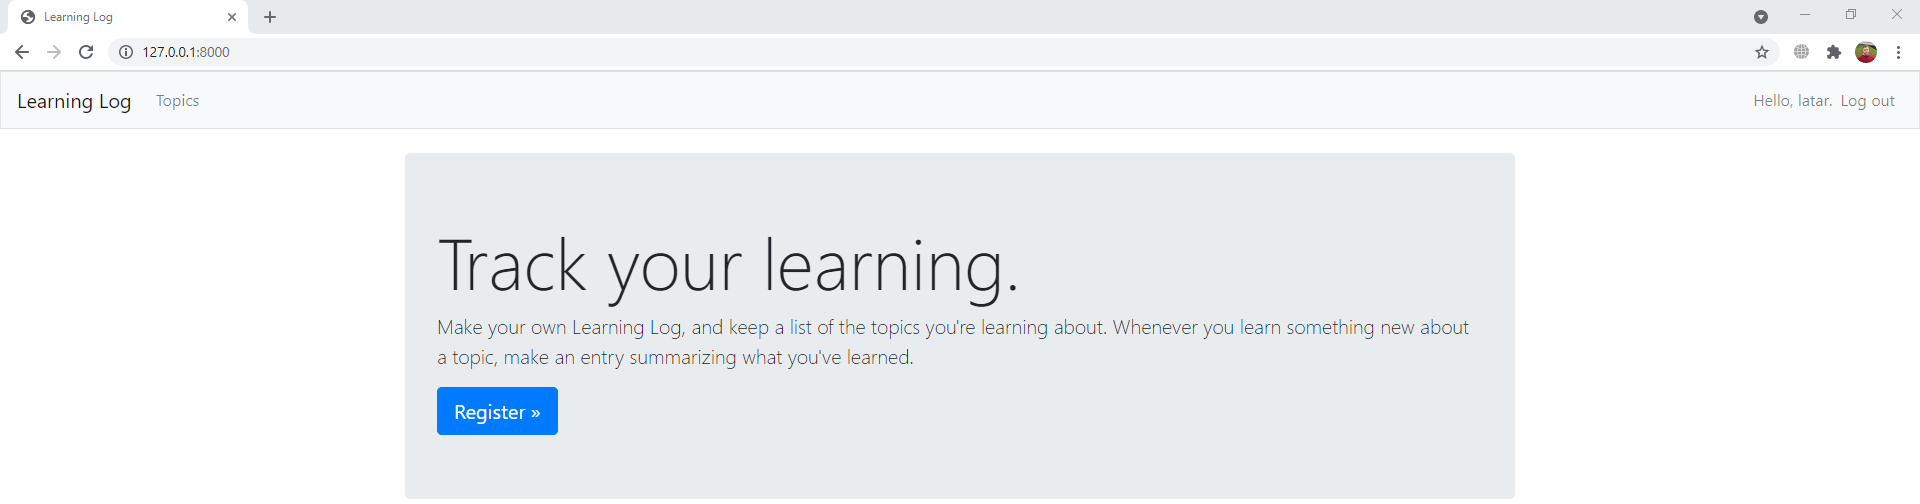 Learning Log
127.0.0.1:8000
Learning Log Topics Hello, latar. Log out
Track your learning.
Make your own Learning Log, and keep a list of the topics you're learning about. Whenever you learn something new about
a topic, make an entry summarizing what you've learned.
Register »